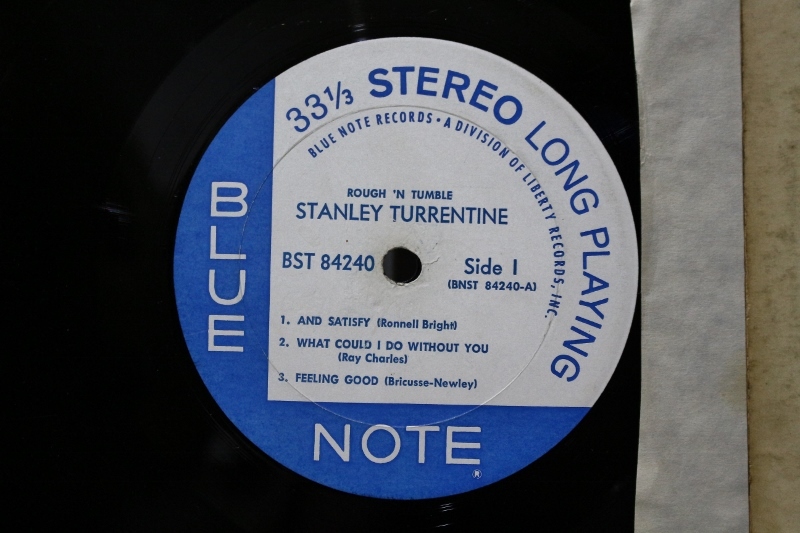 33⅓ STEREO LONG PLAYING
BLUE NOTE RECORDS • A DIVISION OF LIBERTY RECORDS, INC.
ROUGH 'N TUMBLE
STANLEY TURRENTINE
BST 84240
Side 1
(BNST 84240-A)
1. AND SATISFY (Ronnell Bright)
2. WHAT COULD I DO WITHOUT YOU
(Ray Charles)
3. FEELING GOOD (Bricusse-Newley)
BLUE
NOTE®